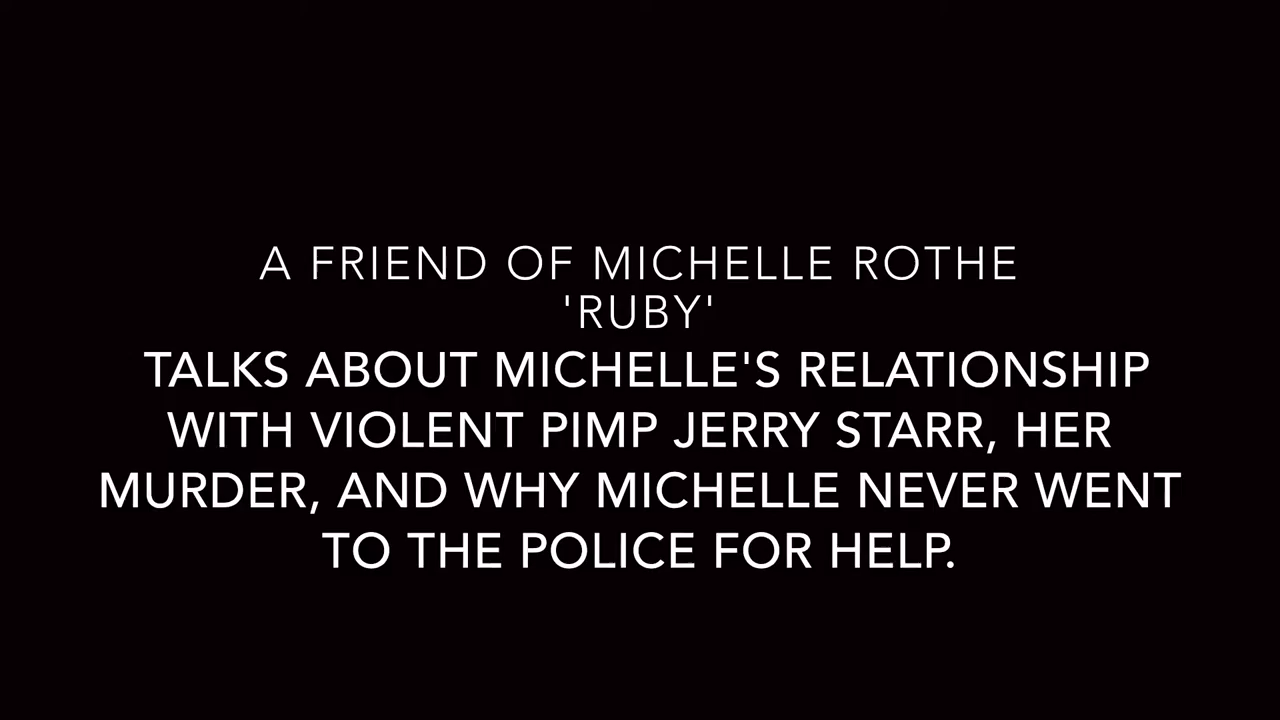 A FRIEND OF MICHELLE ROTHE
'RUBY'
TALKS ABOUT MICHELLE'S RELATIONSHIP
WITH VIOLENT PIMP JERRY STARR, HER
MURDER, AND WHY MICHELLE NEVER WENT
TO THE POLICE FOR HELP.